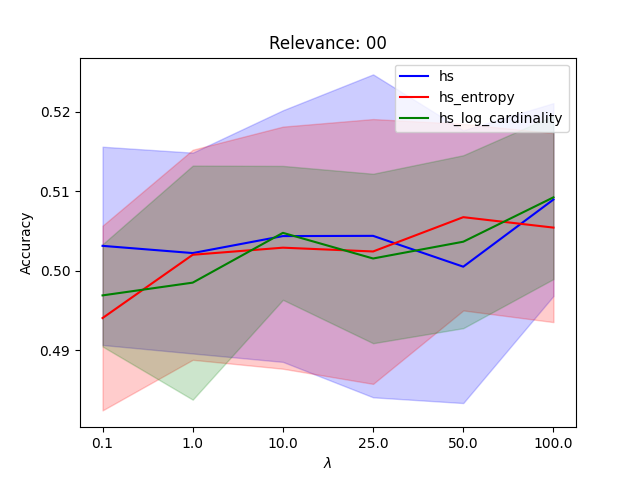 Relevance: 00
hs
hs_entropy
hs_log_cardinality
Accuracy
0.52
0.51
0.50
0.49
0.1 1.0 10.0 25.0 50.0 100.0
λ